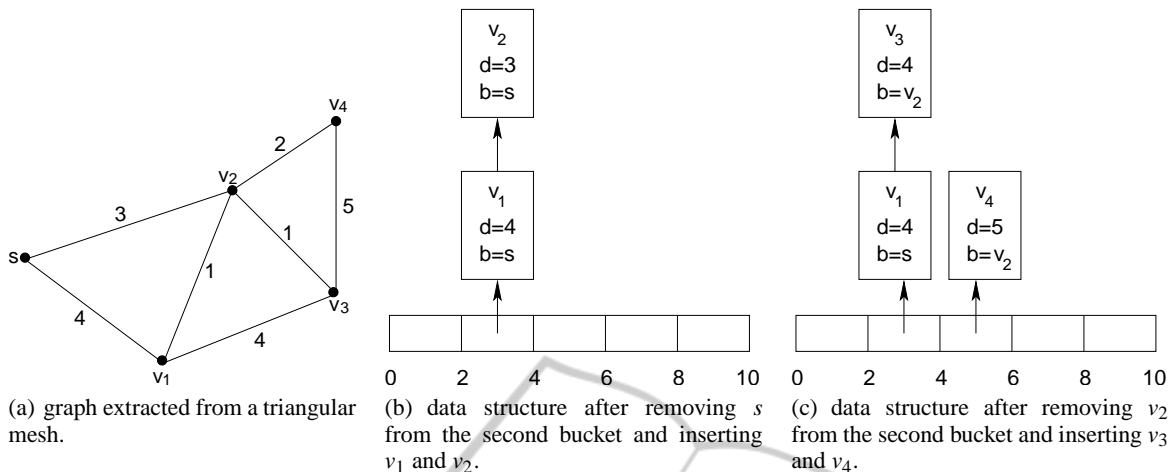 v4
2
v2
3
5
1
s
1
v3
4
4
v1
(a) graph extracted from a triangular
mesh.
v2
d=3
b=s
v1
d=4
b=s
0 2 4 6 8 10
(b) data structure after removing s
from the second bucket and inserting
v1 and v2.
v3
d=4
b=v2
v1
d=4
b=s
v4
d=5
b=v2
0 2 4 6 8 10
(c) data structure after removing v2
from the second bucket and inserting v3
and v4.